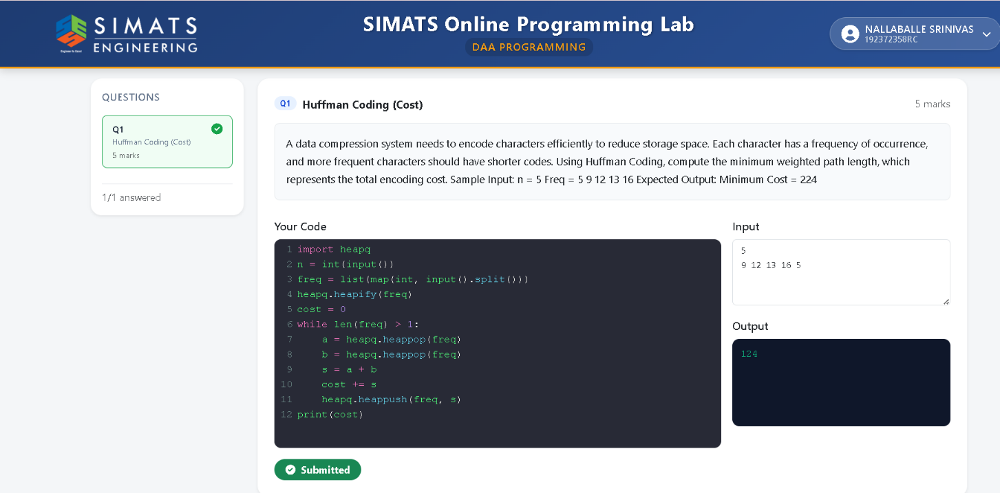 SIMATS
ENGINEERING
Engineer to Excel
SIMATS Online Programming Lab
DAA PROGRAMMING
NALLABALLE SRINIVAS
192372358RC
QUESTIONS
Q1
Huffman Coding (Cost)
5 marks
1/1 answered
Q1 Huffman Coding (Cost)
5 marks
A data compression system needs to encode characters efficiently to reduce storage space. Each character has a frequency of occurrence,
and more frequent characters should have shorter codes. Using Huffman Coding, compute the minimum weighted path length, which
represents the total encoding cost. Sample Input: n = 5 Freq = 5 9 12 13 16 Expected Output: Minimum Cost = 224
Your Code
1 import heapq
2 n = int(input())
3 freq = list(map(int, input().split()))
4 heapq.heapify(freq)
5 cost = 0
6 while len(freq) > 1:
7     a = heapq.heappop(freq)
8     b = heapq.heappop(freq)
9     s = a + b
10     cost += s
11     heapq.heappush(freq, s)
12 print(cost)
Submitted
Input
5
9 12 13 16 5
Output
124